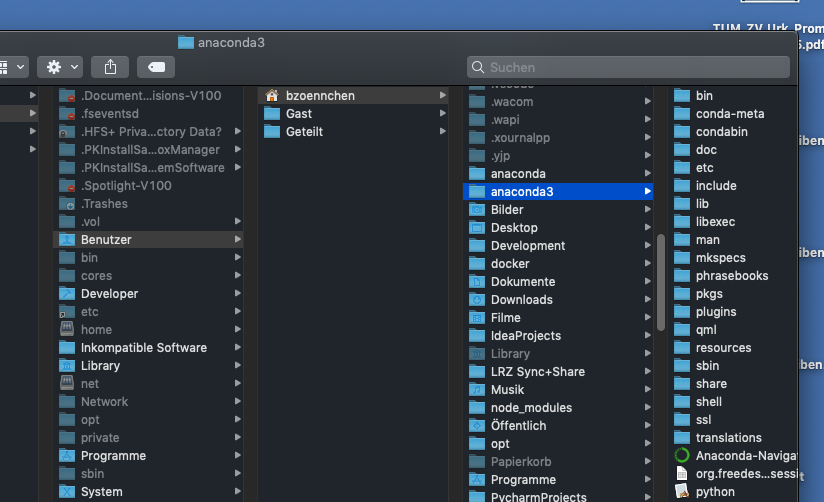 TUM_ZV_Urk_Prom
5.pdf
anaconda3
Suchen
.Document...isions-V100
.fseventsd
.HFS+ Priva...ctory Data?
.PKInstallSa...oxManager
.PKInstallSa...emSoftware
.Spotlight-V100
.Trashes
.vol
Benutzer
bin
cores
Developer
etc
home
Inkompatible Software
Library
net
Network
opt
private
Programme
sbin
System
bzoennchen
Gast
Geteilt
.wacom
.wapi
.xournalpp
.yjp
anaconda
anaconda3
Bilder
Desktop
Development
docker
Dokumente
Downloads
Filme
IdeaProjects
Library
LRZ Sync+Share
Musik
node_modules
Öffentlich
opt
Papierkorb
Programme
PycharmProjects
bin
conda-meta
condabin
doc
etc
include
lib
libexec
man
mkspecs
phrasebooks
pkgs
plugins
qml
resources
sbin
share
shell
ssl
translations
Anaconda-Naviga
org.freedes...sessi
python
iben
iben
ben
t